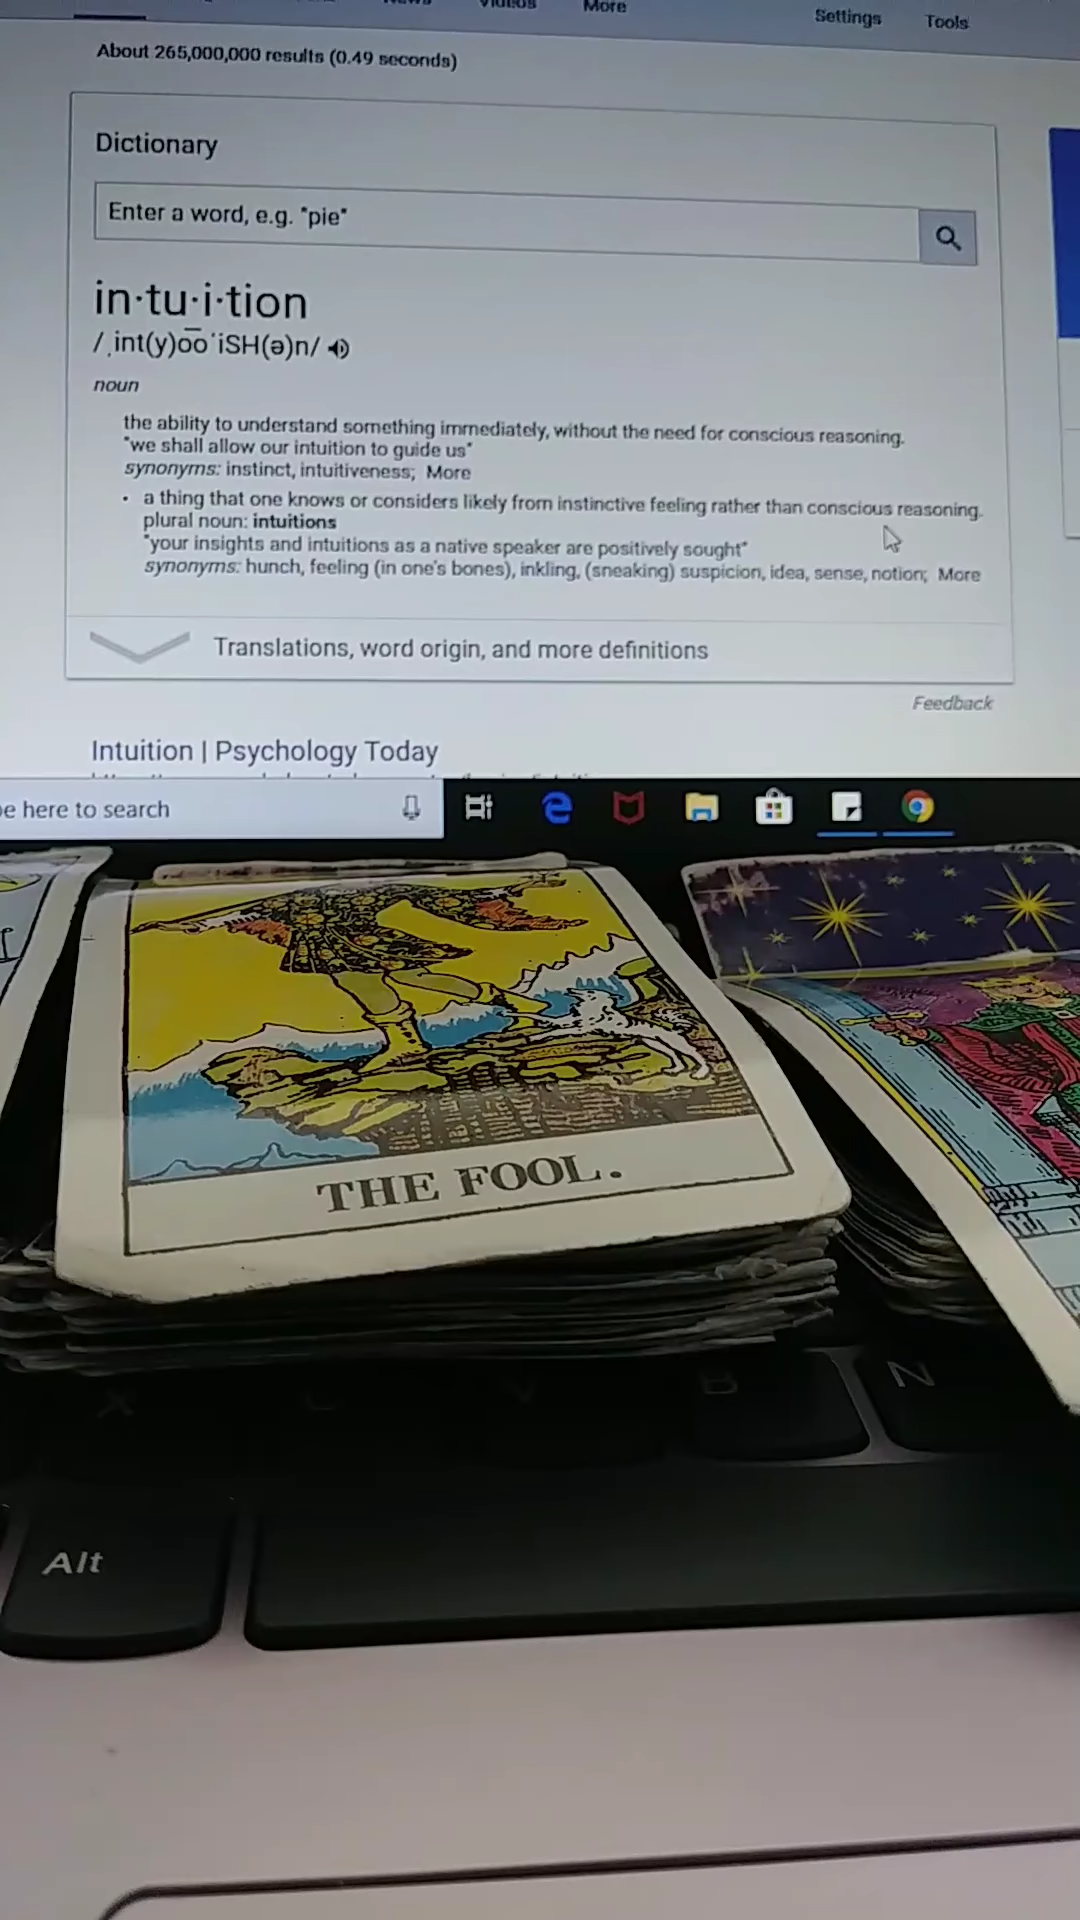 More
Settings
Tools
About 265,000,000 results (0.49 seconds)
Dictionary
Enter a word, e.g. "pie"
in·tu·i·tion
/ˌint(y)o͞oˈiSH(ə)n/
noun
the ability to understand something immediately, without the need for conscious reasoning.
"we shall allow our intuition to guide us"
synonyms: instinct, intuitiveness; More
• a thing that one knows or considers likely from instinctive feeling rather than conscious reasoning.
plural noun: intuitions
"your insights and intuitions as a native speaker are positively sought"
synonyms: hunch, feeling (in one's bones), inkling, (sneaking) suspicion, idea, sense, notion; More
Translations, word origin, and more definitions
Feedback
Intuition | Psychology Today
here to search
THE FOOL.
X C V B N
Alt